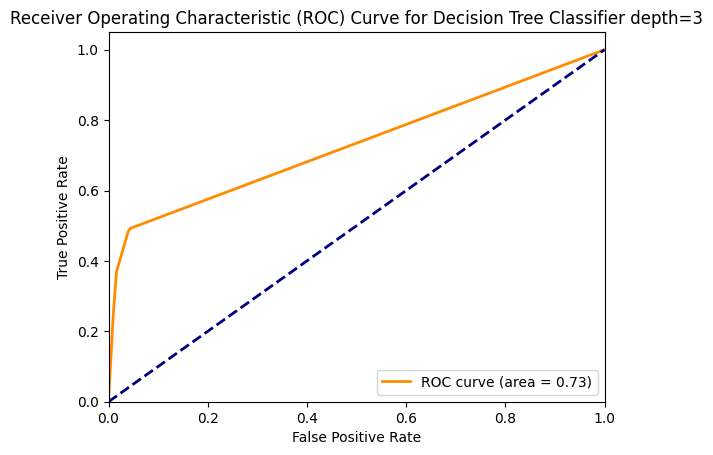 Receiver Operating Characteristic (ROC) Curve for Decision Tree Classifier depth=3
1.0
0.8
0.6
0.4
0.2
0.0
True Positive Rate
ROC curve (area = 0.73)
0.0 0.2 0.4 0.6 0.8 1.0
False Positive Rate